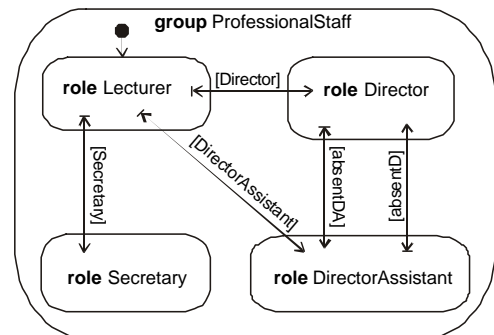 group ProfessionalStaff
role Lecturer
[Director]
role Director
[Secretary]
[DirectorAssistant]
[absentDA]
[absentD]
role Secretary
role DirectorAssistant